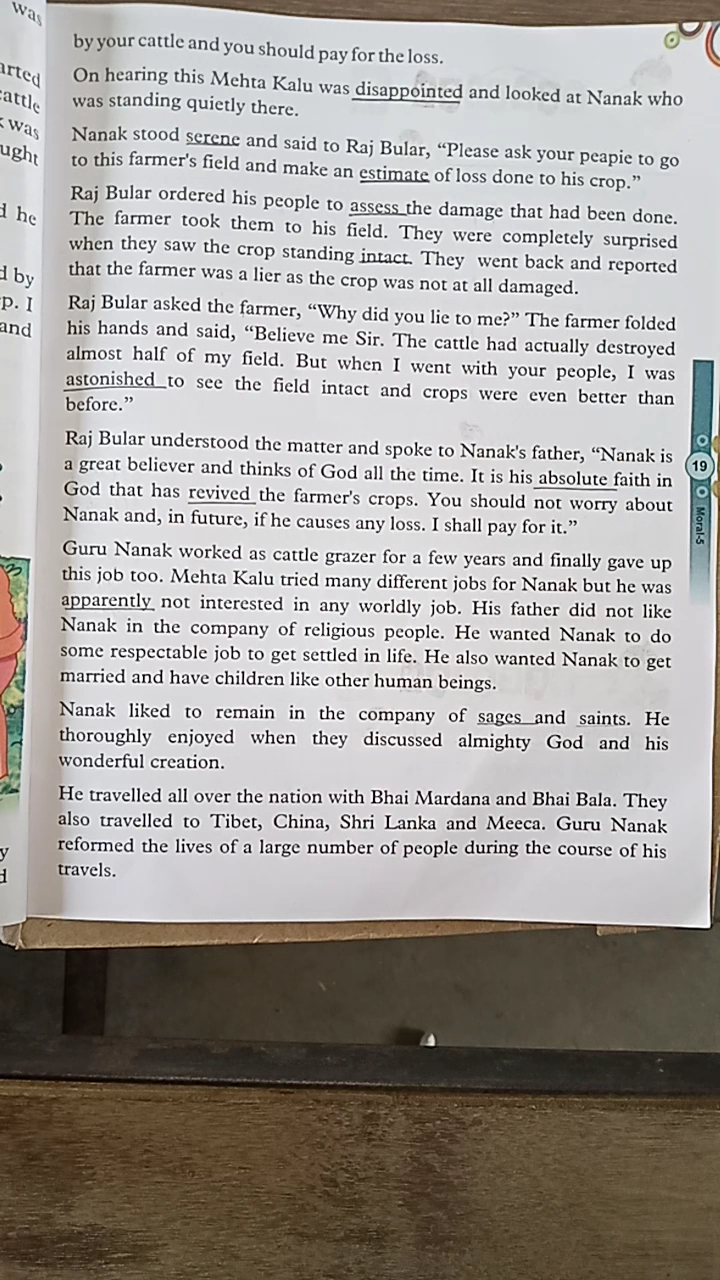 was
arted
cattle
was
ught
d he
d by
p. I
and
y
d
by your cattle and you should pay for the loss.
On hearing this Mehta Kalu was disappointed and looked at Nanak who
was standing quietly there.
Nanak stood serene and said to Raj Bular, “Please ask your peapie to go
to this farmer's field and make an estimate of loss done to his crop.”
Raj Bular ordered his people to assess the damage that had been done.
The farmer took them to his field. They were completely surprised
when they saw the crop standing intact. They went back and reported
that the farmer was a lier as the crop was not at all damaged.
Raj Bular asked the farmer, “Why did you lie to me?” The farmer folded
his hands and said, “Believe me Sir. The cattle had actually destroyed
almost half of my field. But when I went with your people, I was
astonished to see the field intact and crops were even better than
before.”
Raj Bular understood the matter and spoke to Nanak's father, “Nanak is
a great believer and thinks of God all the time. It is his absolute faith in
God that has revived the farmer's crops. You should not worry about
Nanak and, in future, if he causes any loss. I shall pay for it.”
Guru Nanak worked as cattle grazer for a few years and finally gave up
this job too. Mehta Kalu tried many different jobs for Nanak but he was
apparently not interested in any worldly job. His father did not like
Nanak in the company of religious people. He wanted Nanak to do
some respectable job to get settled in life. He also wanted Nanak to get
married and have children like other human beings.
Nanak liked to remain in the company of sages and saints. He
thoroughly enjoyed when they discussed almighty God and his
wonderful creation.
He travelled all over the nation with Bhai Mardana and Bhai Bala. They
also travelled to Tibet, China, Shri Lanka and Meeca. Guru Nanak
reformed the lives of a large number of people during the course of his
travels.
19
Moral-5